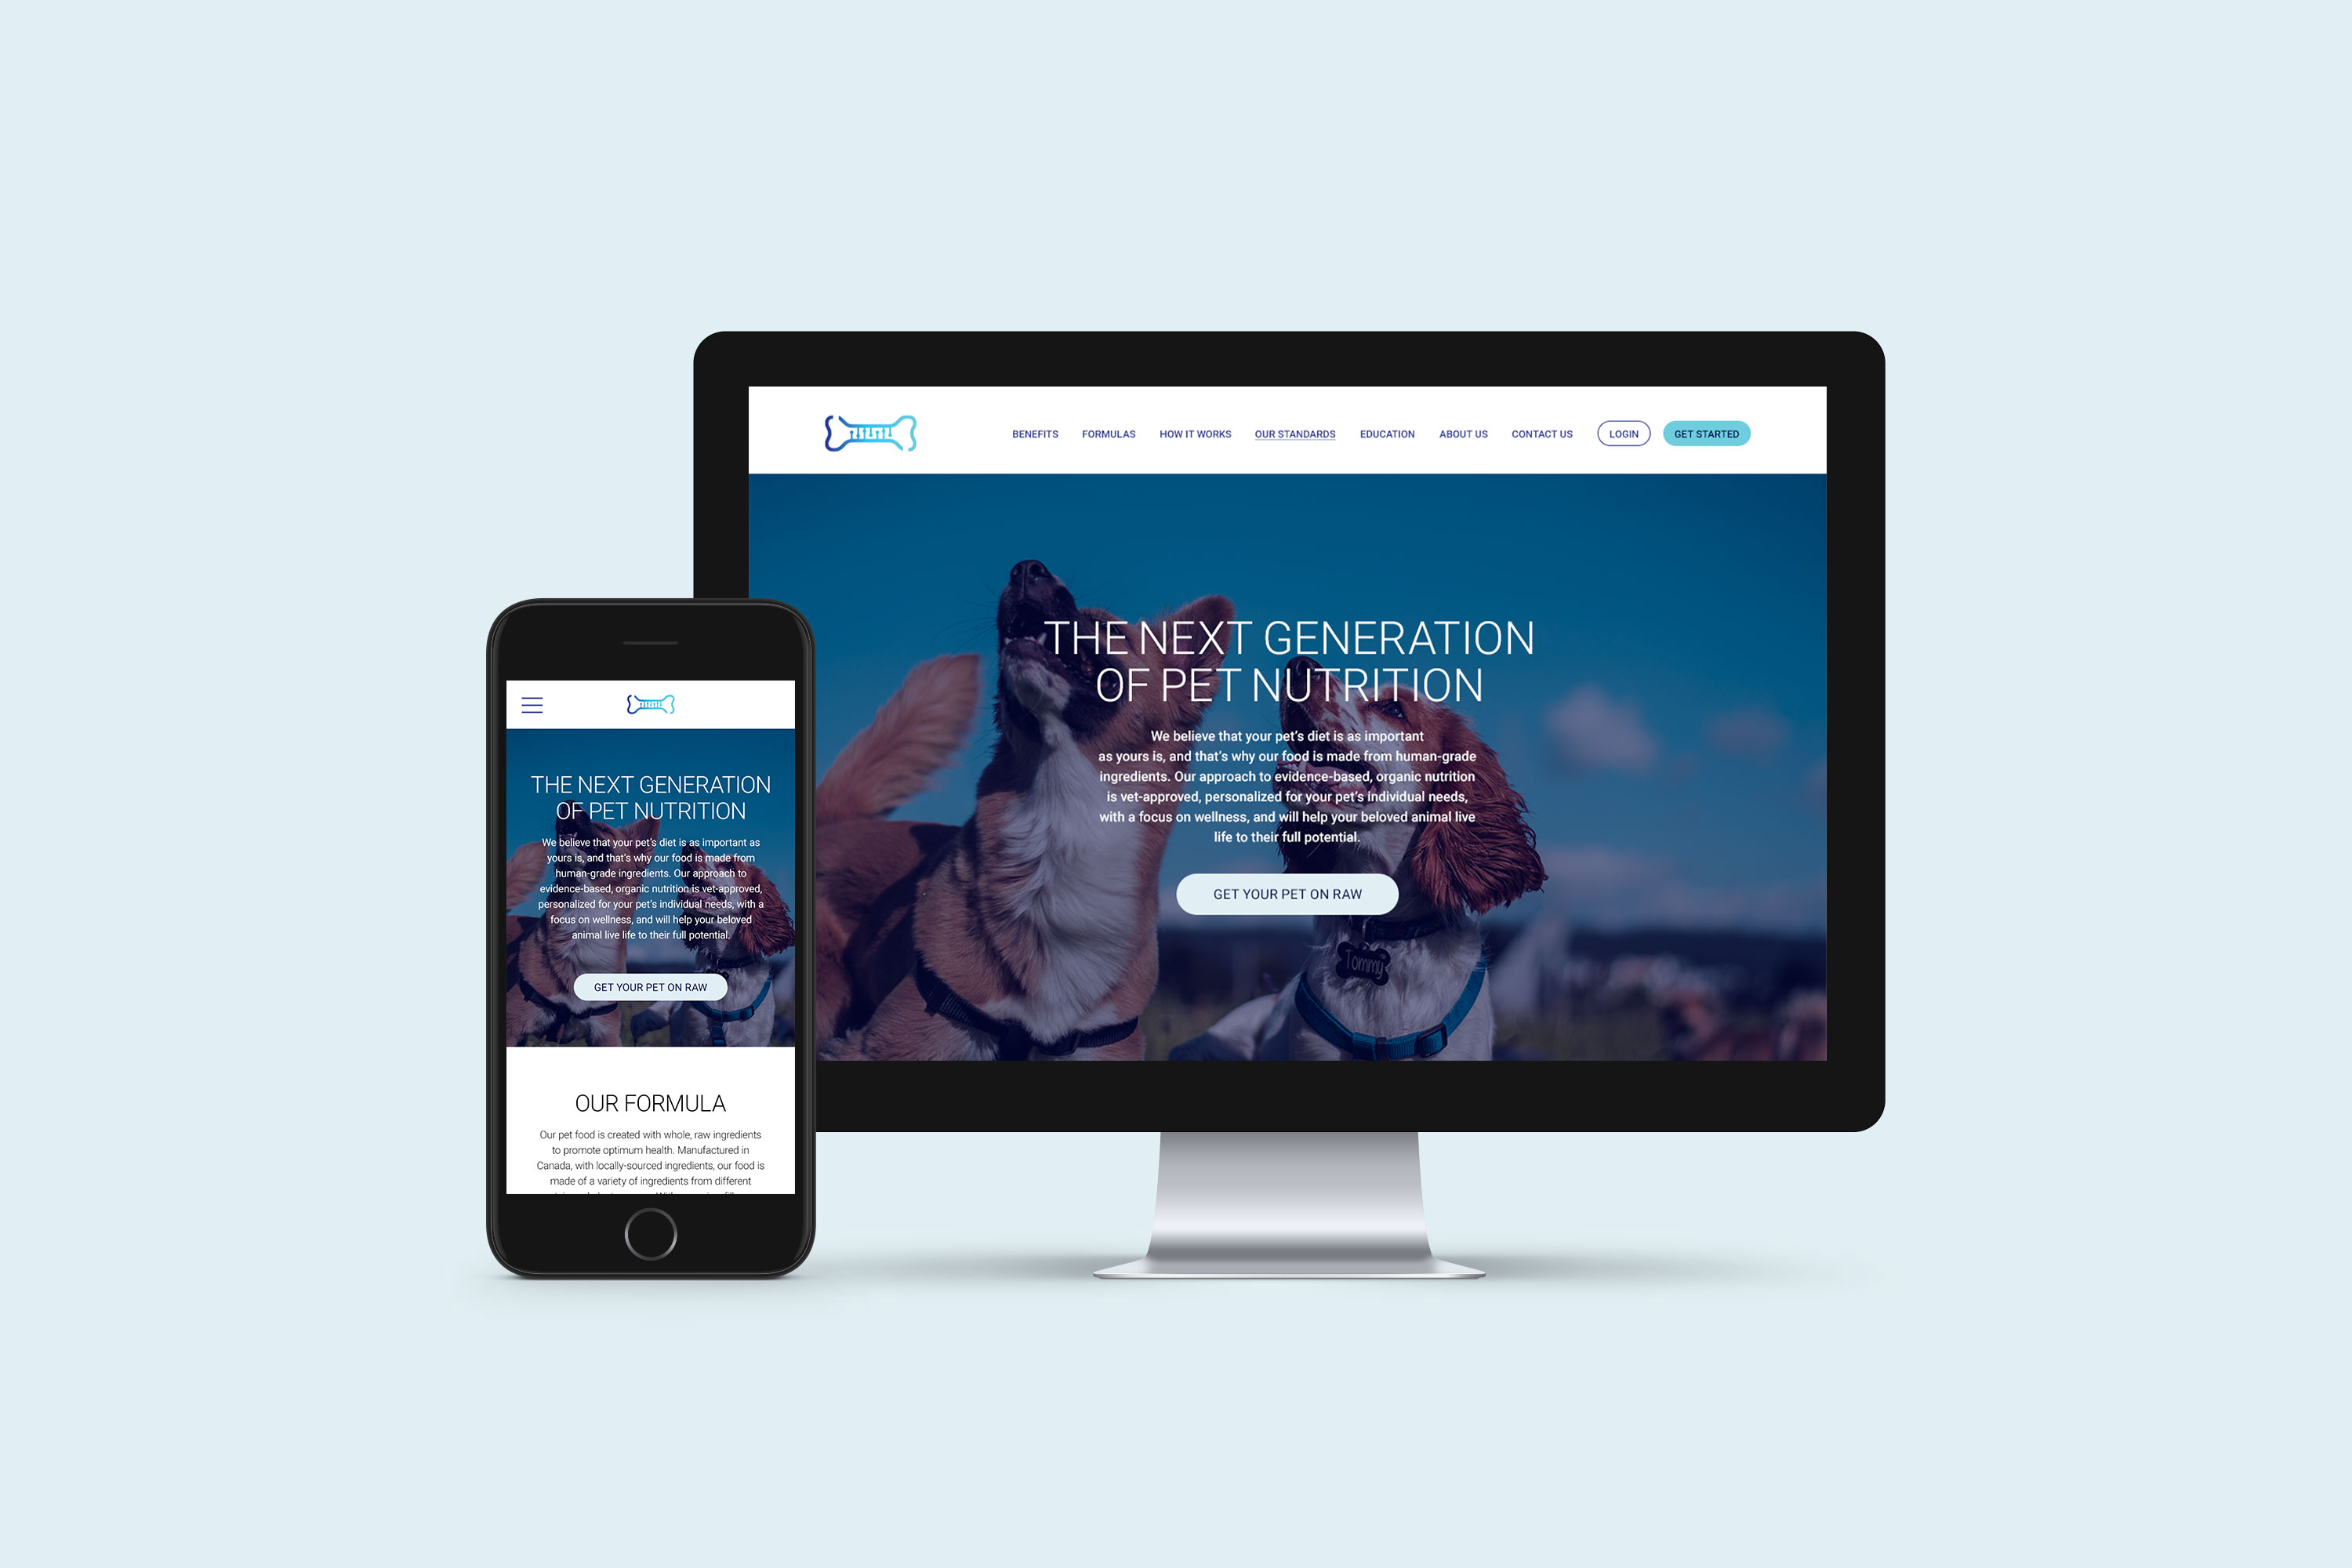 BENEFITS FORMULAS HOW IT WORKS OUR STANDARDS EDUCATION ABOUT US CONTACT US LOGIN GET STARTED
THE NEXT GENERATION
OF PET NUTRITION
We believe that your pet's diet is as important
as yours is, and that's why our food is made from human-grade
ingredients. Our approach to evidence-based, organic nutrition
is vet-approved, personalized for your pet's individual needs,
with a focus on wellness, and will help your beloved animal live
life to their full potential.
GET YOUR PET ON RAW
Tommy
THE NEXT GENERATION
OF PET NUTRITION
We believe that your pet's diet is as important as
yours is, and that's why our food is made from
human-grade ingredients. Our approach to
evidence-based, organic nutrition is vet-approved,
personalized for your pet's individual needs, with a
focus on wellness, and will help your beloved
animal live life to their full potential.
GET YOUR PET ON RAW
OUR FORMULA
Our pet food is created with whole, raw ingredients
to promote optimum health. Manufactured in
Canada, with locally-sourced ingredients, our food is
made of a variety of ingredients from different